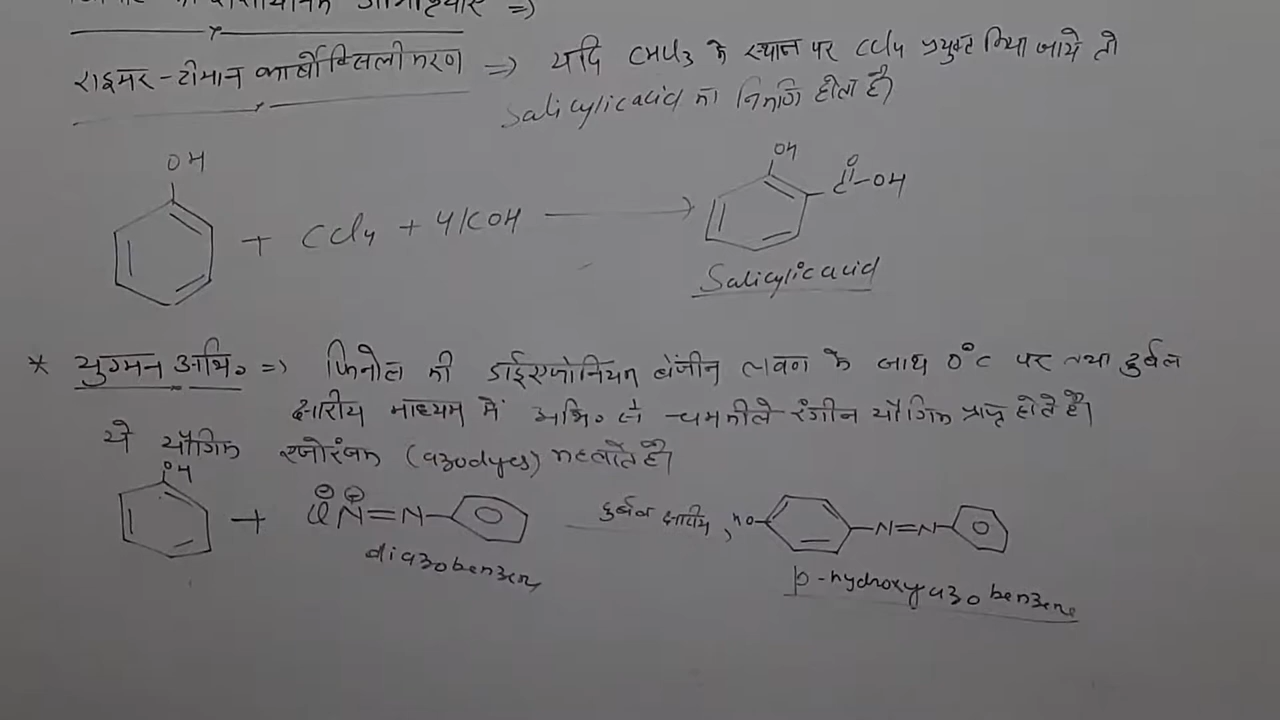 राइमर-टीमान कार्बोक्सिलीकरण => यदि CHCl3 के स्थान पर CCl4 प्रयुक्त किया जाये तो
Salicylic acid का निर्माण होता है।
OH
+ CCl4 + 4KOH
OH
O
C-OH
Salicylic acid
* युग्मन अभि० => फिनोल की डाईएजोनियम बेंजीन लवण के साथ 0°C पर तथा दुर्बल
क्षारीय माध्यम में अभि० से चमकीले रंगीन यौगिक प्राप्त होते है।
ये यौगिक एजोरंजक (azodyes) कहलाते है।
OH
+ Cl N=N-
diazobenzene
दुर्बल क्षारीय
HO- -N=N-
p-hydroxyazobenzene